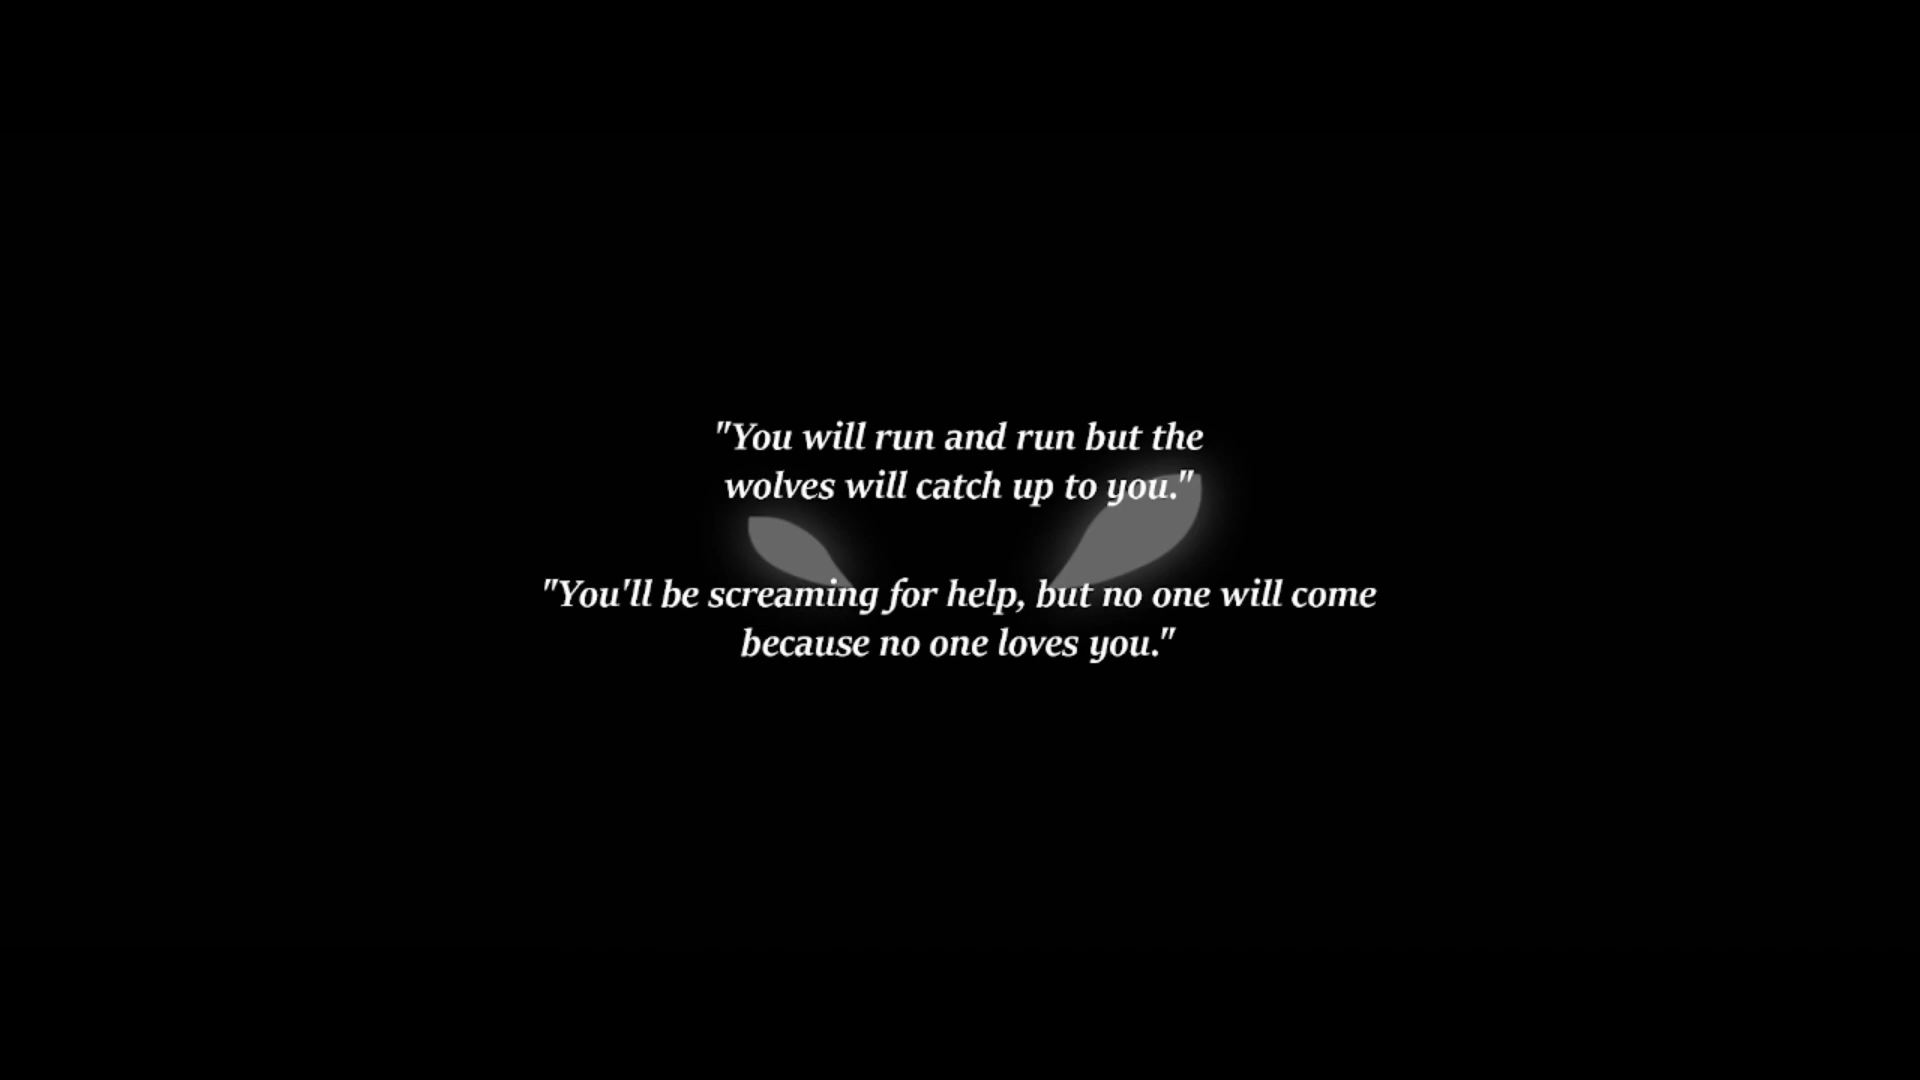 "You will run and run but the
wolves will catch up to you."
"You'll be screaming for help, but no one will come
because no one loves you."